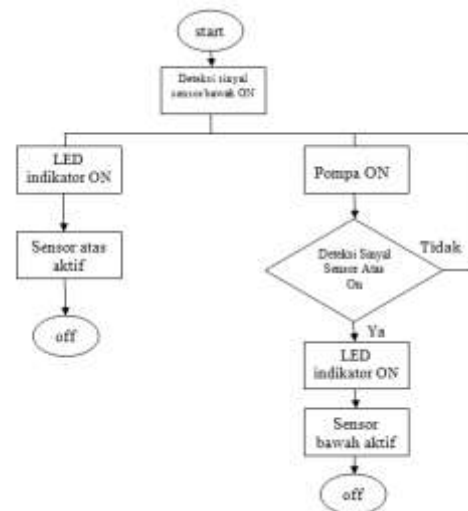 start
Deteksi sinyal
sensor bawah ON
LED
indikator ON
Sensor atas
aktif
off
Pompa ON
Deteksi Sinyal
Sensor Atas
On
Tidak
Ya
LED
indikator ON
Sensor
bawah aktif
off